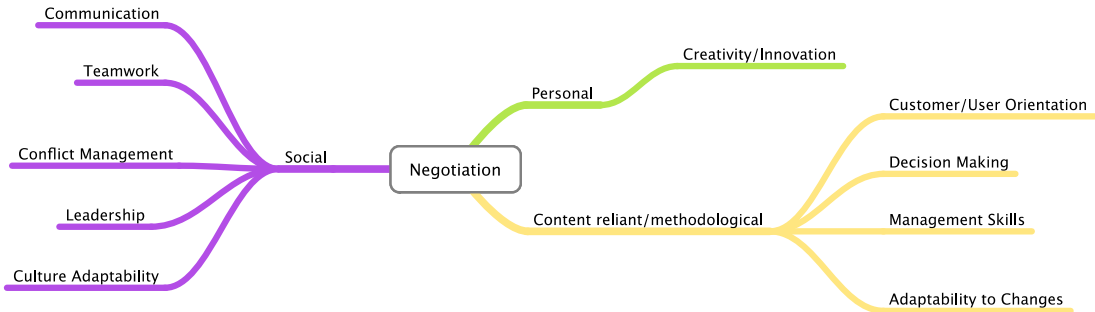 Communication
Teamwork
Conflict Management
Leadership
Culture Adaptability
Social
Negotiation
Personal
Creativity/Innovation
Content reliant/methodological
Customer/User Orientation
Decision Making
Management Skills
Adaptability to Changes